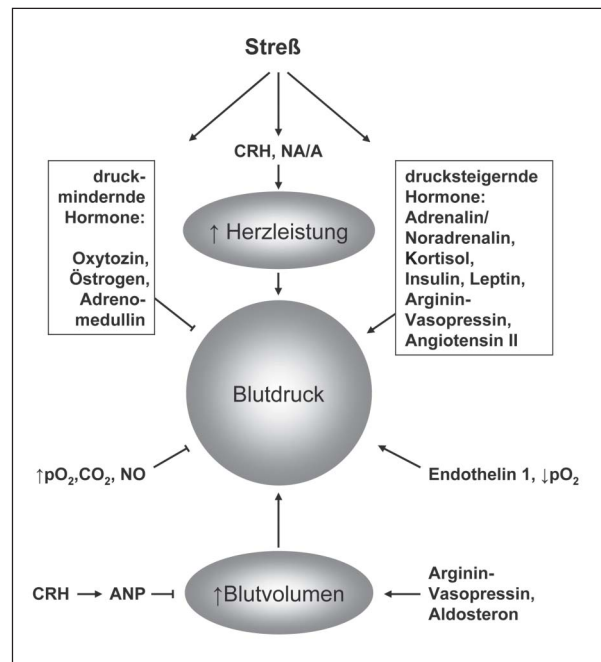 Streß
CRH, NA/A
druck-
mindernde
Hormone:
Oxytozin,
Östrogen,
Adreno-
medullin
↑ Herzleistung
drucksteigernde
Hormone:
Adrenalin/
Noradrenalin,
Kortisol,
Insulin, Leptin,
Arginin-
Vasopressin,
Angiotensin II
Blutdruck
↑pO₂,CO₂, NO
Endothelin 1, ↓pO₂
CRH → ANP
↑Blutvolumen
Arginin-
Vasopressin,
Aldosteron